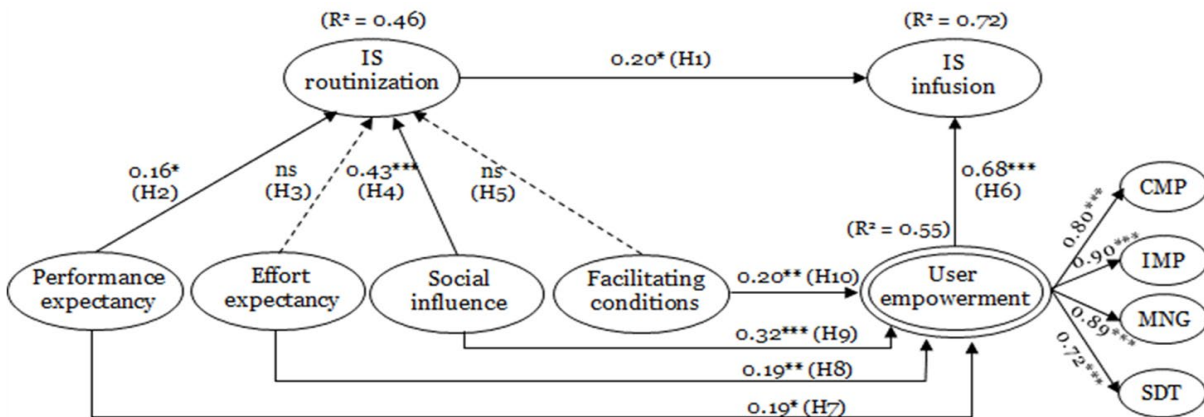 (R² = 0.46)
(R² = 0.72)
IS
routinization
0.20* (H1)
IS
infusion
0.16*
(H2)
ns
(H3)
0.43***
(H4)
ns
(H5)
0.68***
(H6)
CMP
0.80***
(R² = 0.55)
Performance
expectancy
Effort
expectancy
Social
influence
Facilitating
conditions
0.20** (H10)
User
empowerment
0.90***
IMP
0.89***
MNG
0.72***
SDT
0.32*** (H9)
0.19** (H8)
0.19* (H7)